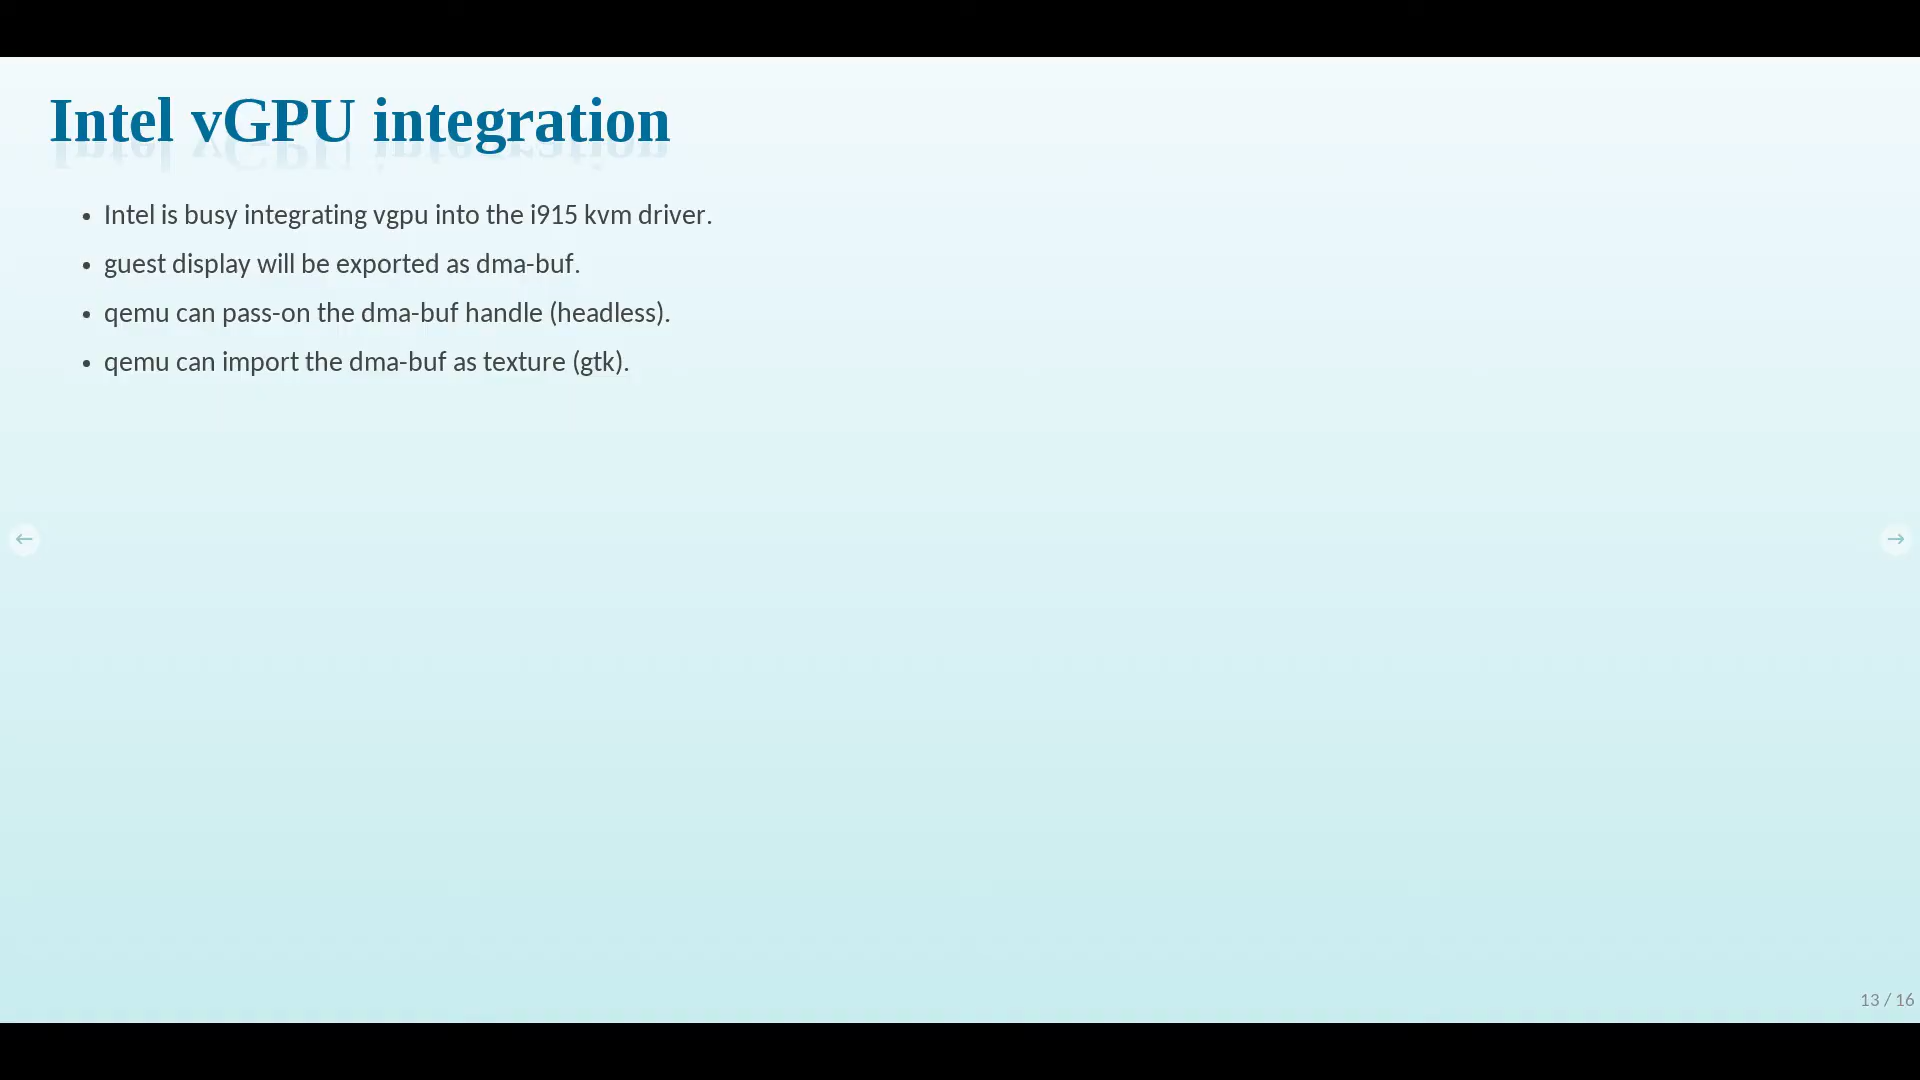 Intel vGPU integration
• Intel is busy integrating vgpu into the i915 kvm driver.
• guest display will be exported as dma-buf.
• qemu can pass-on the dma-buf handle (headless).
• qemu can import the dma-buf as texture (gtk).
← →
13 / 16